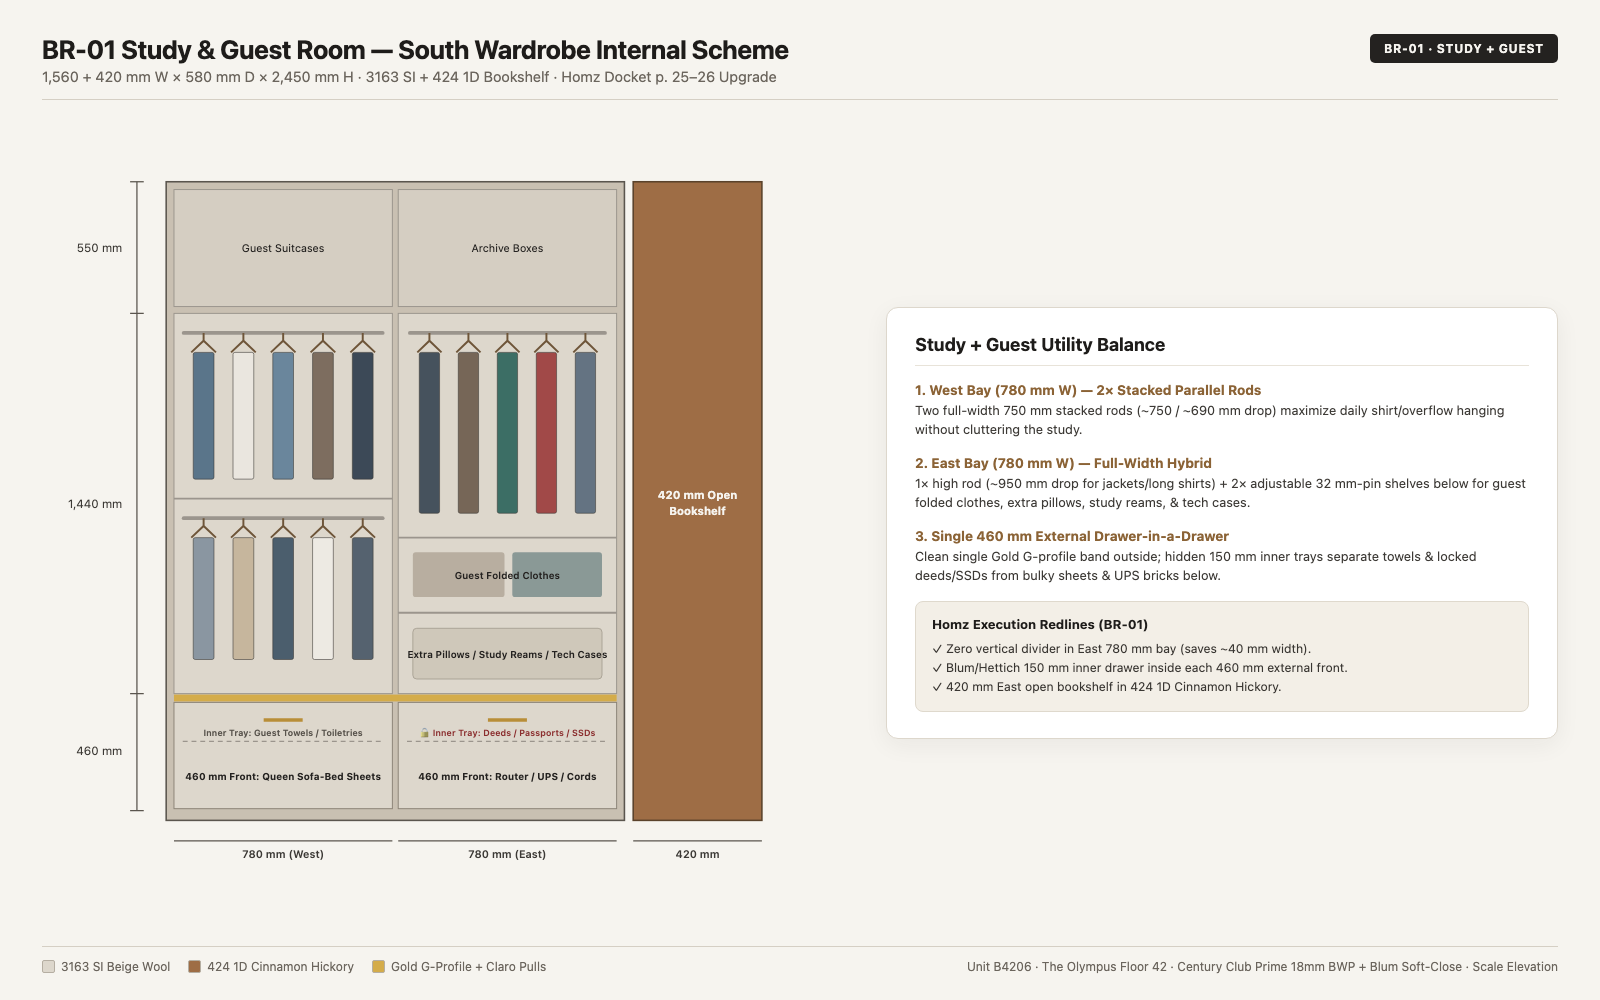 BR-01 Study & Guest Room — South Wardrobe Internal Scheme
1,560 + 420 mm W × 580 mm D × 2,450 mm H · 3163 SI + 424 1D Bookshelf · Homz Docket p. 25–26 Upgrade
BR-01 · STUDY + GUEST
550 mm
1,440 mm
460 mm
Guest Suitcases
Archive Boxes
Guest Folded Clothes
Extra Pillows / Study Reams / Tech Cases
Inner Tray: Guest Towels / Toiletries
460 mm Front: Queen Sofa-Bed Sheets
🔒 Inner Tray: Deeds / Passports / SSDs
460 mm Front: Router / UPS / Cords
420 mm Open
Bookshelf
780 mm (West)
780 mm (East)
420 mm
Study + Guest Utility Balance
1. West Bay (780 mm W) — 2× Stacked Parallel Rods
Two full-width 750 mm stacked rods (~750 / ~690 mm drop) maximize daily shirt/overflow hanging
without cluttering the study.
2. East Bay (780 mm W) — Full-Width Hybrid
1× high rod (~950 mm drop for jackets/long shirts) + 2× adjustable 32 mm-pin shelves below for guest
folded clothes, extra pillows, study reams, & tech cases.
3. Single 460 mm External Drawer-in-a-Drawer
Clean single Gold G-profile band outside; hidden 150 mm inner trays separate towels & locked
deeds/SSDs from bulky sheets & UPS bricks below.
Homz Execution Redlines (BR-01)
✓ Zero vertical divider in East 780 mm bay (saves ~40 mm width).
✓ Blum/Hettich 150 mm inner drawer inside each 460 mm external front.
✓ 420 mm East open bookshelf in 424 1D Cinnamon Hickory.
3163 SI Beige Wool
424 1D Cinnamon Hickory
Gold G-Profile + Claro Pulls
Unit B4206 · The Olympus Floor 42 · Century Club Prime 18mm BWP + Blum Soft-Close · Scale Elevation